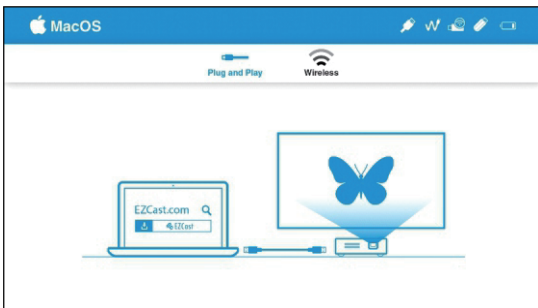 MacOS
Plug and Play
Wireless
EZCast.com
EZCast